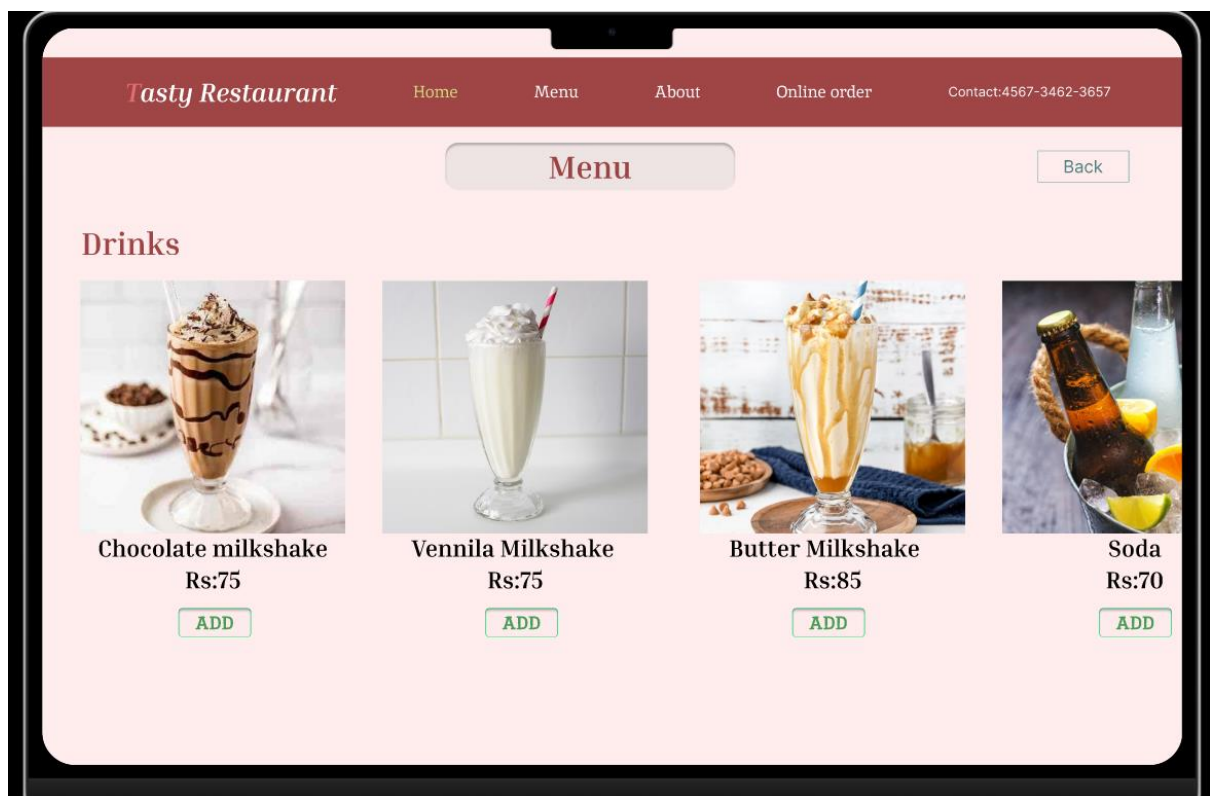 Tasty Restaurant Home Menu About Online order Contact:4567-3462-3657
Menu
Back
Drinks
Chocolate milkshake Vennila Milkshake Butter Milkshake Soda
Rs:75 Rs:75 Rs:85 Rs:70
ADD ADD ADD ADD